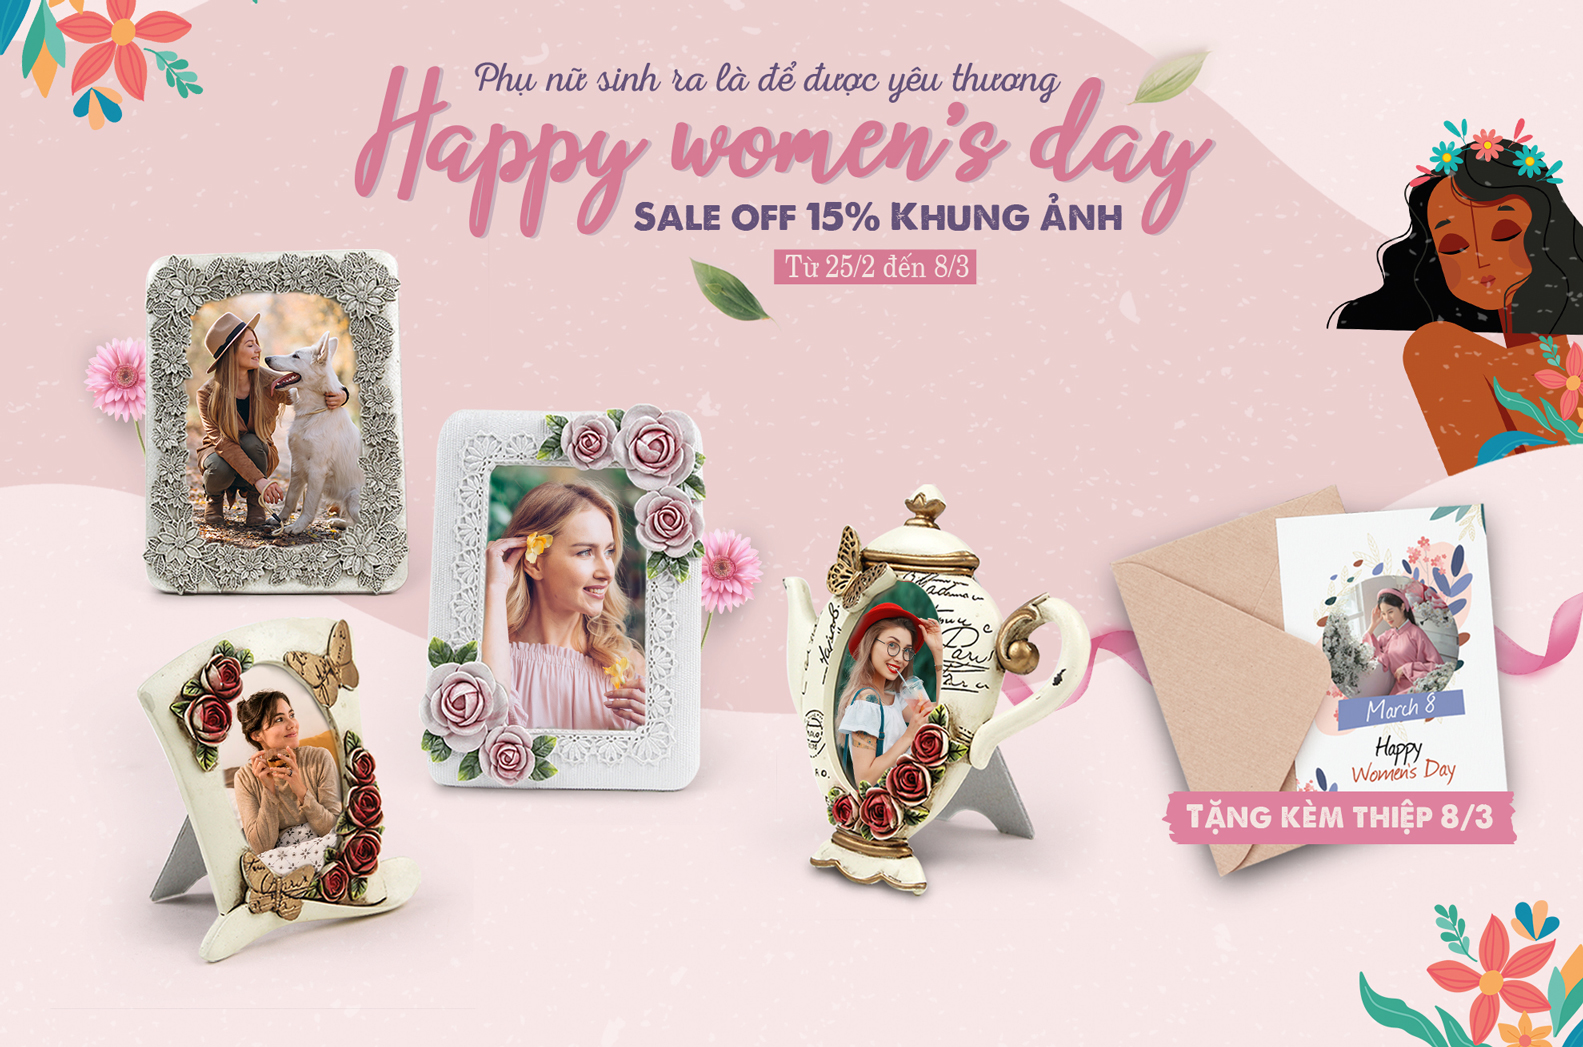 Phụ nữ sinh ra là để được yêu thương
Happy women's day
SALE OFF 15% KHUNG ẢNH
Từ 25/2 đến 8/3
Paris
March 8
Happy
Women's Day
TẶNG KÈM THIỆP 8/3